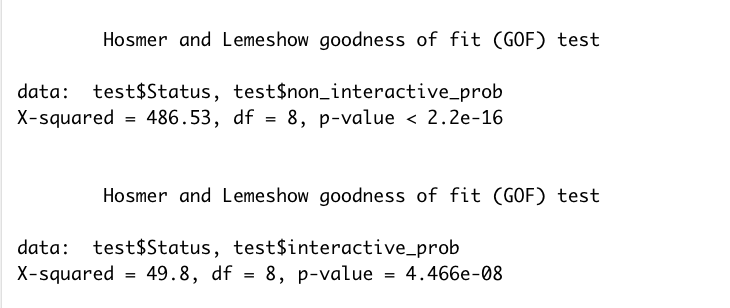 Hosmer and Lemeshow goodness of fit (GOF) test
data:  test$Status, test$non_interactive_prob
X-squared = 486.53, df = 8, p-value < 2.2e-16
Hosmer and Lemeshow goodness of fit (GOF) test
data:  test$Status, test$interactive_prob
X-squared = 49.8, df = 8, p-value = 4.466e-08